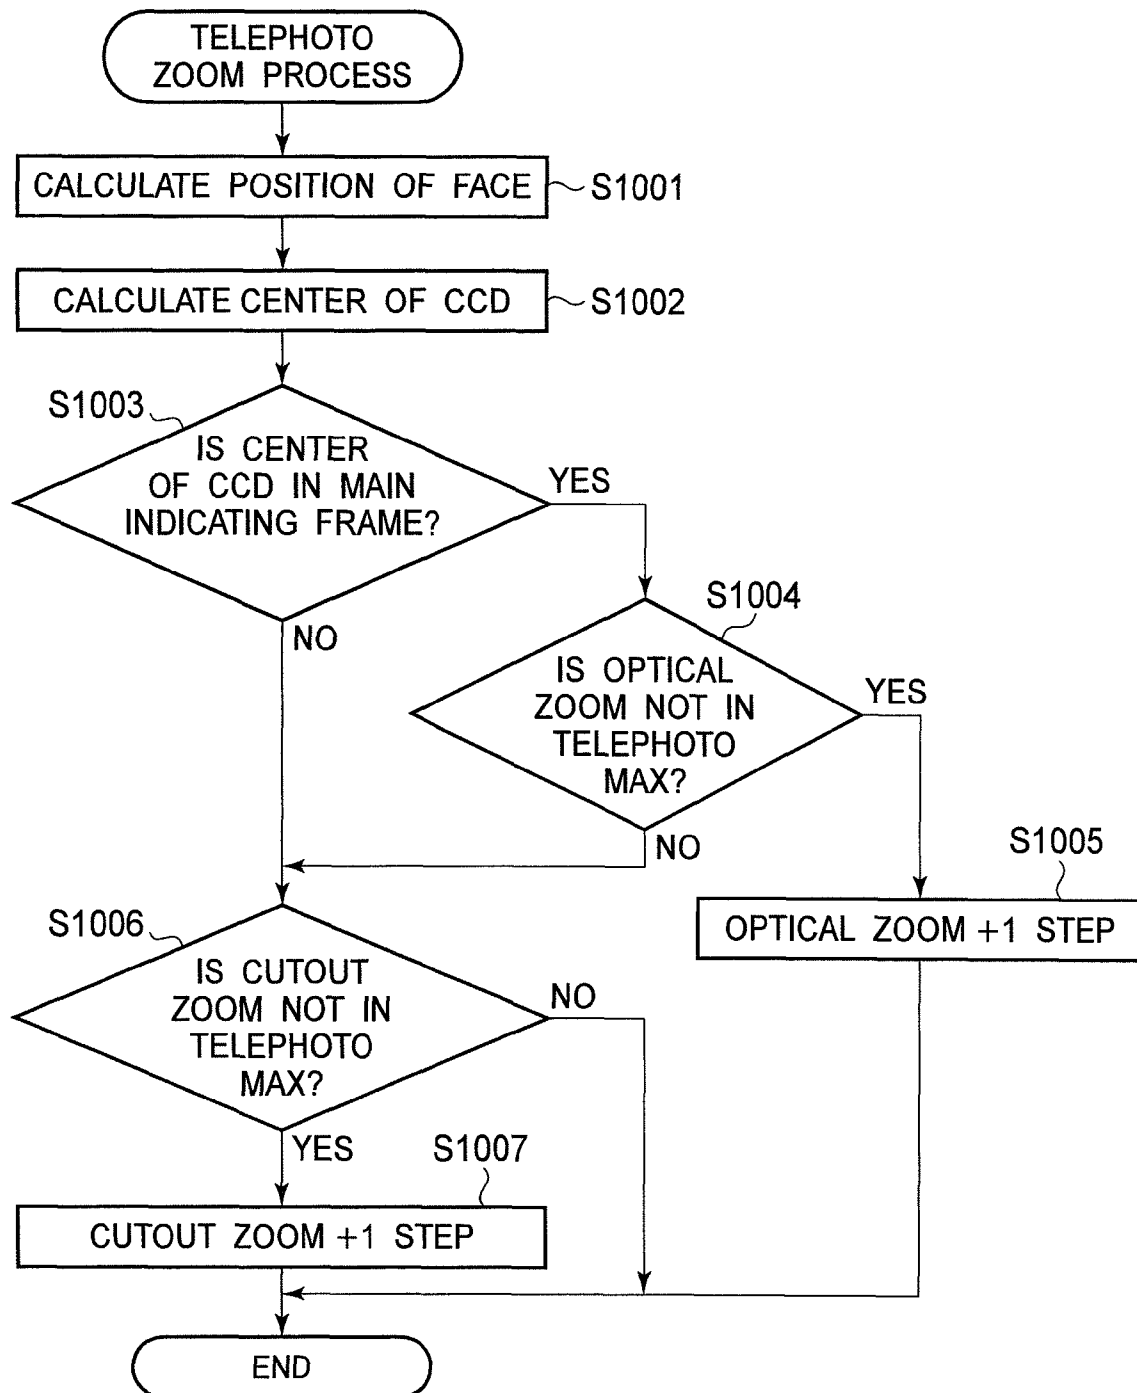 TELEPHOTO
ZOOM PROCESS
CALCULATE POSITION OF FACE
S1001
CALCULATE CENTER OF CCD
S1002
S1003
IS CENTER
OF CCD IN MAIN
INDICATING FRAME?
YES
NO
S1004
IS OPTICAL
ZOOM NOT IN
TELEPHOTO
MAX?
YES
NO
S1005
OPTICAL ZOOM +1 STEP
S1006
IS CUTOUT
ZOOM NOT IN
TELEPHOTO
MAX?
NO
YES
S1007
CUTOUT ZOOM +1 STEP
END